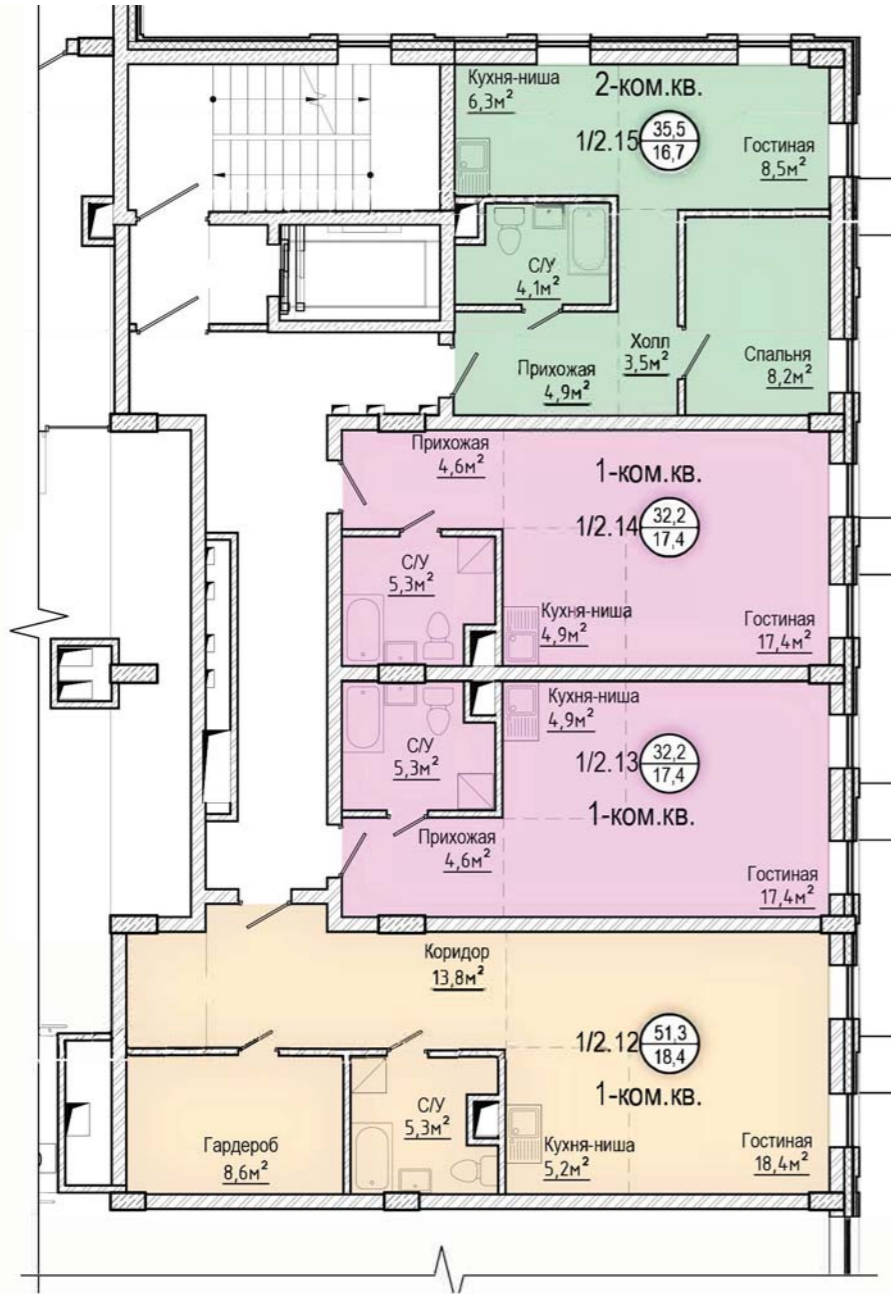 Кухня-ниша
6,3м²
2-ком.кв.
1/2.15
35,5
16,7
Гостиная
8,5м²
С/У
4,1м²
Холл
3,5м²
Прихожая
4,9м²
Спальня
8,2м²
Прихожая
4,6м²
1-ком.кв.
1/2.14
32,2
17,4
С/У
5,3м²
Кухня-ниша
4,9м²
Гостиная
17,4м²
Кухня-ниша
4,9м²
С/У
5,3м²
1/2.13
32,2
17,4
1-ком.кв.
Прихожая
4,6м²
Гостиная
17,4м²
Коридор
13,8м²
1/2.12
51,3
18,4
1-ком.кв.
С/У
5,3м²
Гардероб
8,6м²
Кухня-ниша
5,2м²
Гостиная
18,4м²